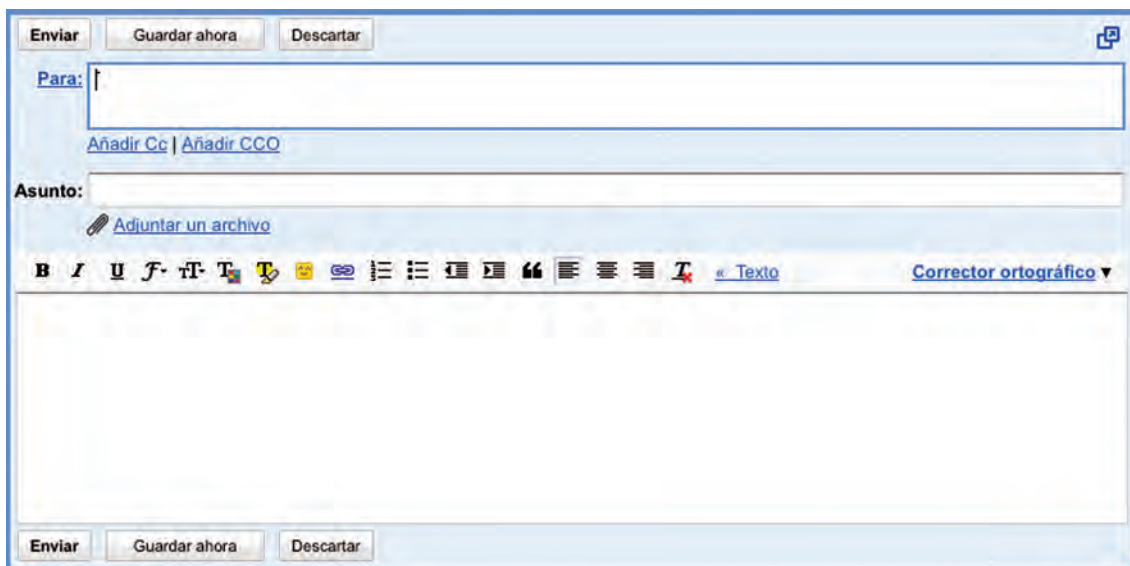 Enviar Guardar ahora Descartar
Para:
Añadir Cc | Añadir CCO
Asunto:
Adjuntar un archivo
B I U F T T T « Texto Corrector ortográfico ▼
Enviar Guardar ahora Descartar